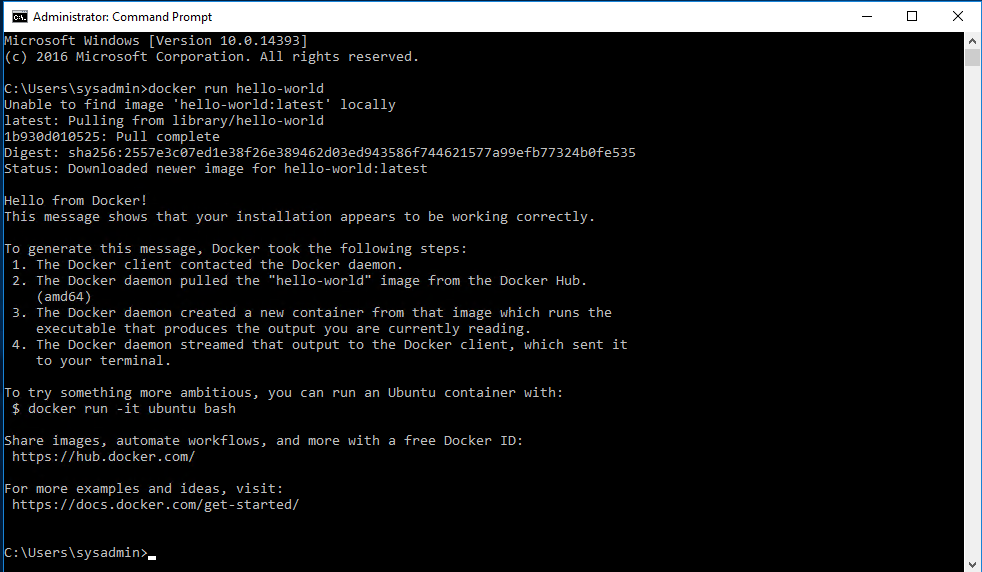 Administrator: Command Prompt
Microsoft Windows [Version 10.0.14393]
(c) 2016 Microsoft Corporation. All rights reserved.
C:\Users\sysadmin>docker run hello-world
Unable to find image 'hello-world:latest' locally
latest: Pulling from library/hello-world
1b930d010525: Pull complete
Digest: sha256:2557e3c07ed1e38f26e389462d03ed943586f744621577a99efb77324b0fe535
Status: Downloaded newer image for hello-world:latest
Hello from Docker!
This message shows that your installation appears to be working correctly.
To generate this message, Docker took the following steps:
1. The Docker client contacted the Docker daemon.
2. The Docker daemon pulled the "hello-world" image from the Docker Hub.
(amd64)
3. The Docker daemon created a new container from that image which runs the
executable that produces the output you are currently reading.
4. The Docker daemon streamed that output to the Docker client, which sent it
to your terminal.
To try something more ambitious, you can run an Ubuntu container with:
$ docker run -it ubuntu bash
Share images, automate workflows, and more with a free Docker ID:
https://hub.docker.com/
For more examples and ideas, visit:
https://docs.docker.com/get-started/
C:\Users\sysadmin>